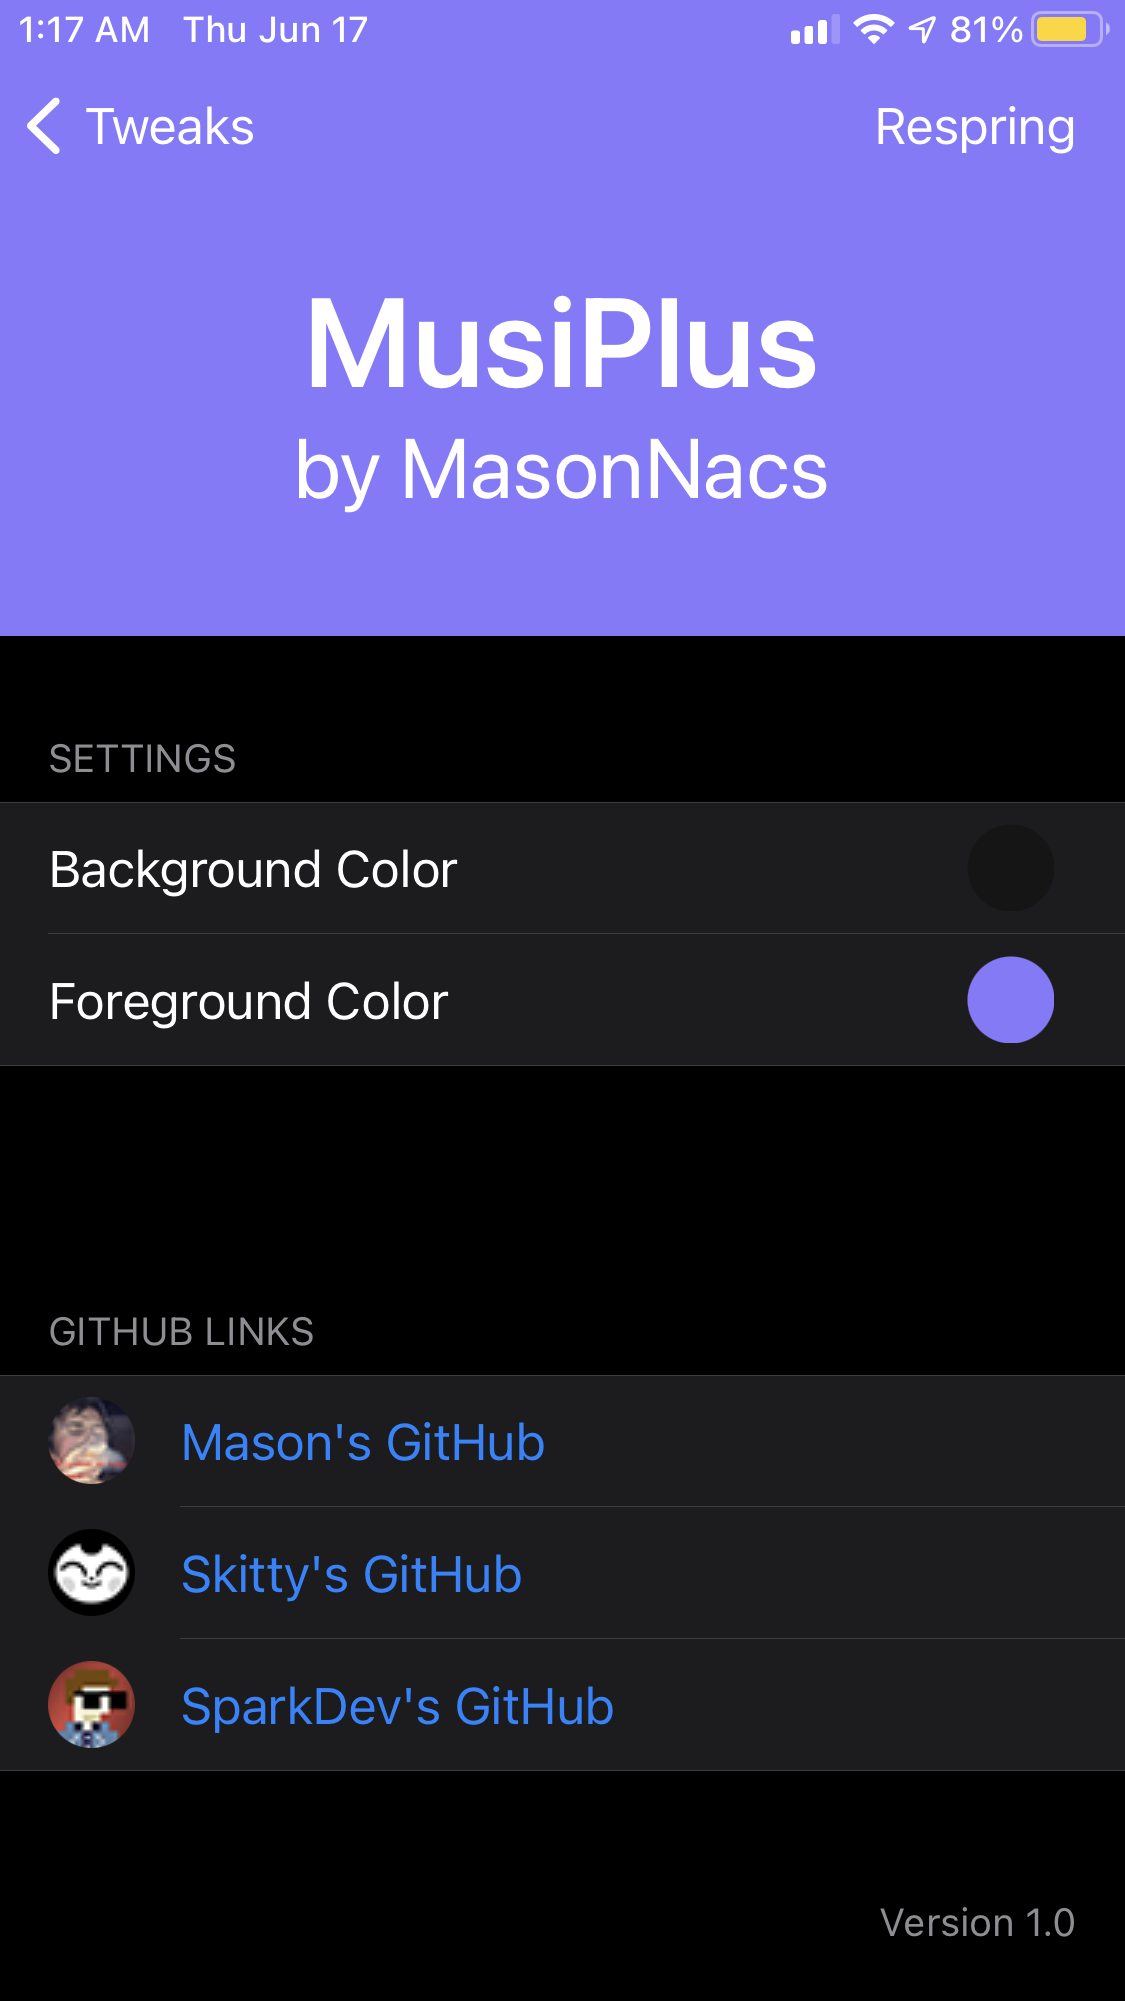 1:17 AM Thu Jun 17 81%
Tweaks Respring
MusiPlus
by MasonNacs
SETTINGS
Background Color
Foreground Color
GITHUB LINKS
Mason's GitHub
Skitty's GitHub
SparkDev's GitHub
Version 1.0